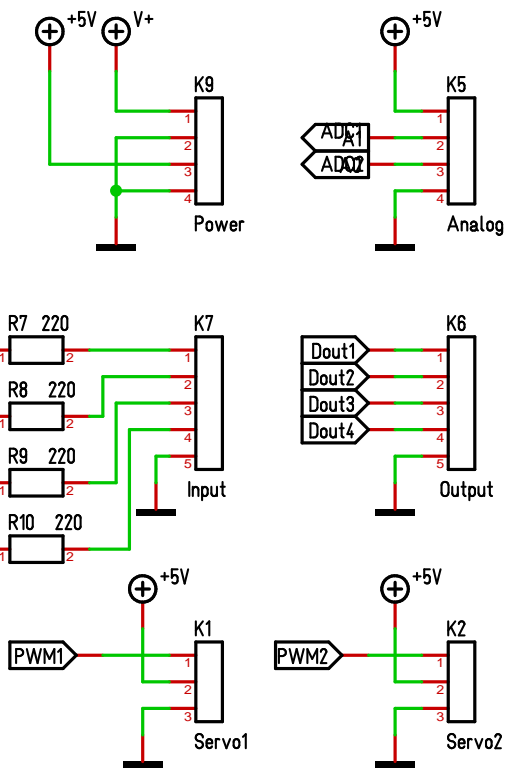 +5V V+ +5V
K9 K5
1 1
ADC1 A1 2 2
3 3
4 4
Power Analog
R7 220 K7 K6
1 2 1 Dout1 1
R8 220 2 Dout2 2
1 2 3 Dout3 3
4 Dout4 4
R9 220 5 5
1 2 Input Output
R10 220
1 2
+5V +5V
K1 K2
PWM1 1 PWM2 1
2 2
3 3
Servo1 Servo2